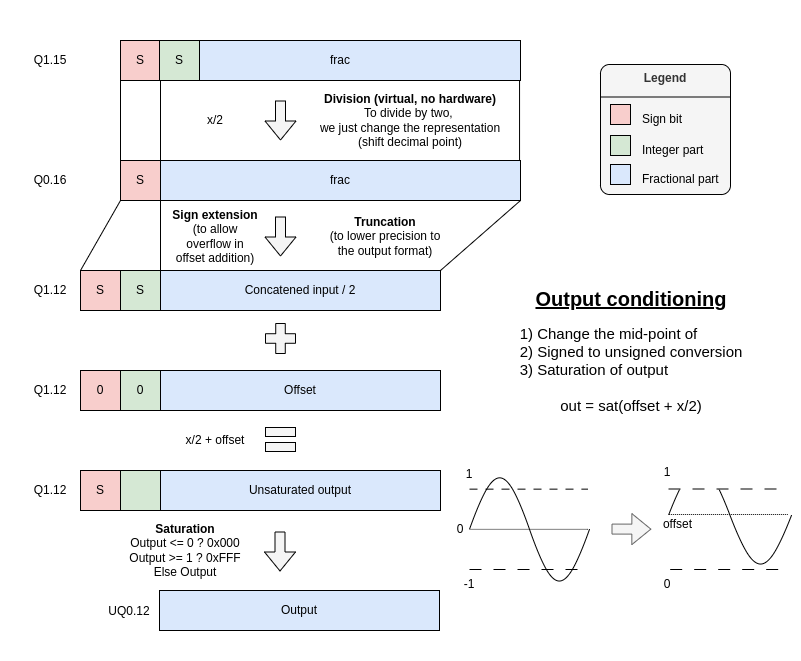 Q1.15
S
S
frac
x/2
Division (virtual, no hardware)
To divide by two,
we just change the representation
(shift decimal point)
Q0.16
S
frac
Sign extension
(to allow
overflow in
offset addition)
Truncation
(to lower precision to
the output format)
Q1.12
S
S
Concatened input / 2
Q1.12
0
0
Offset
x/2 + offset
Q1.12
S
Unsaturated output
Saturation
Output <= 0 ? 0x000
Output >= 1 ? 0xFFF
Else Output
UQ0.12
Output
Legend
Sign bit
Integer part
Fractional part
Output conditioning
1) Change the mid-point of
2) Signed to unsigned conversion
3) Saturation of output
out = sat(offset + x/2)
1
0
-1
1
offset
0